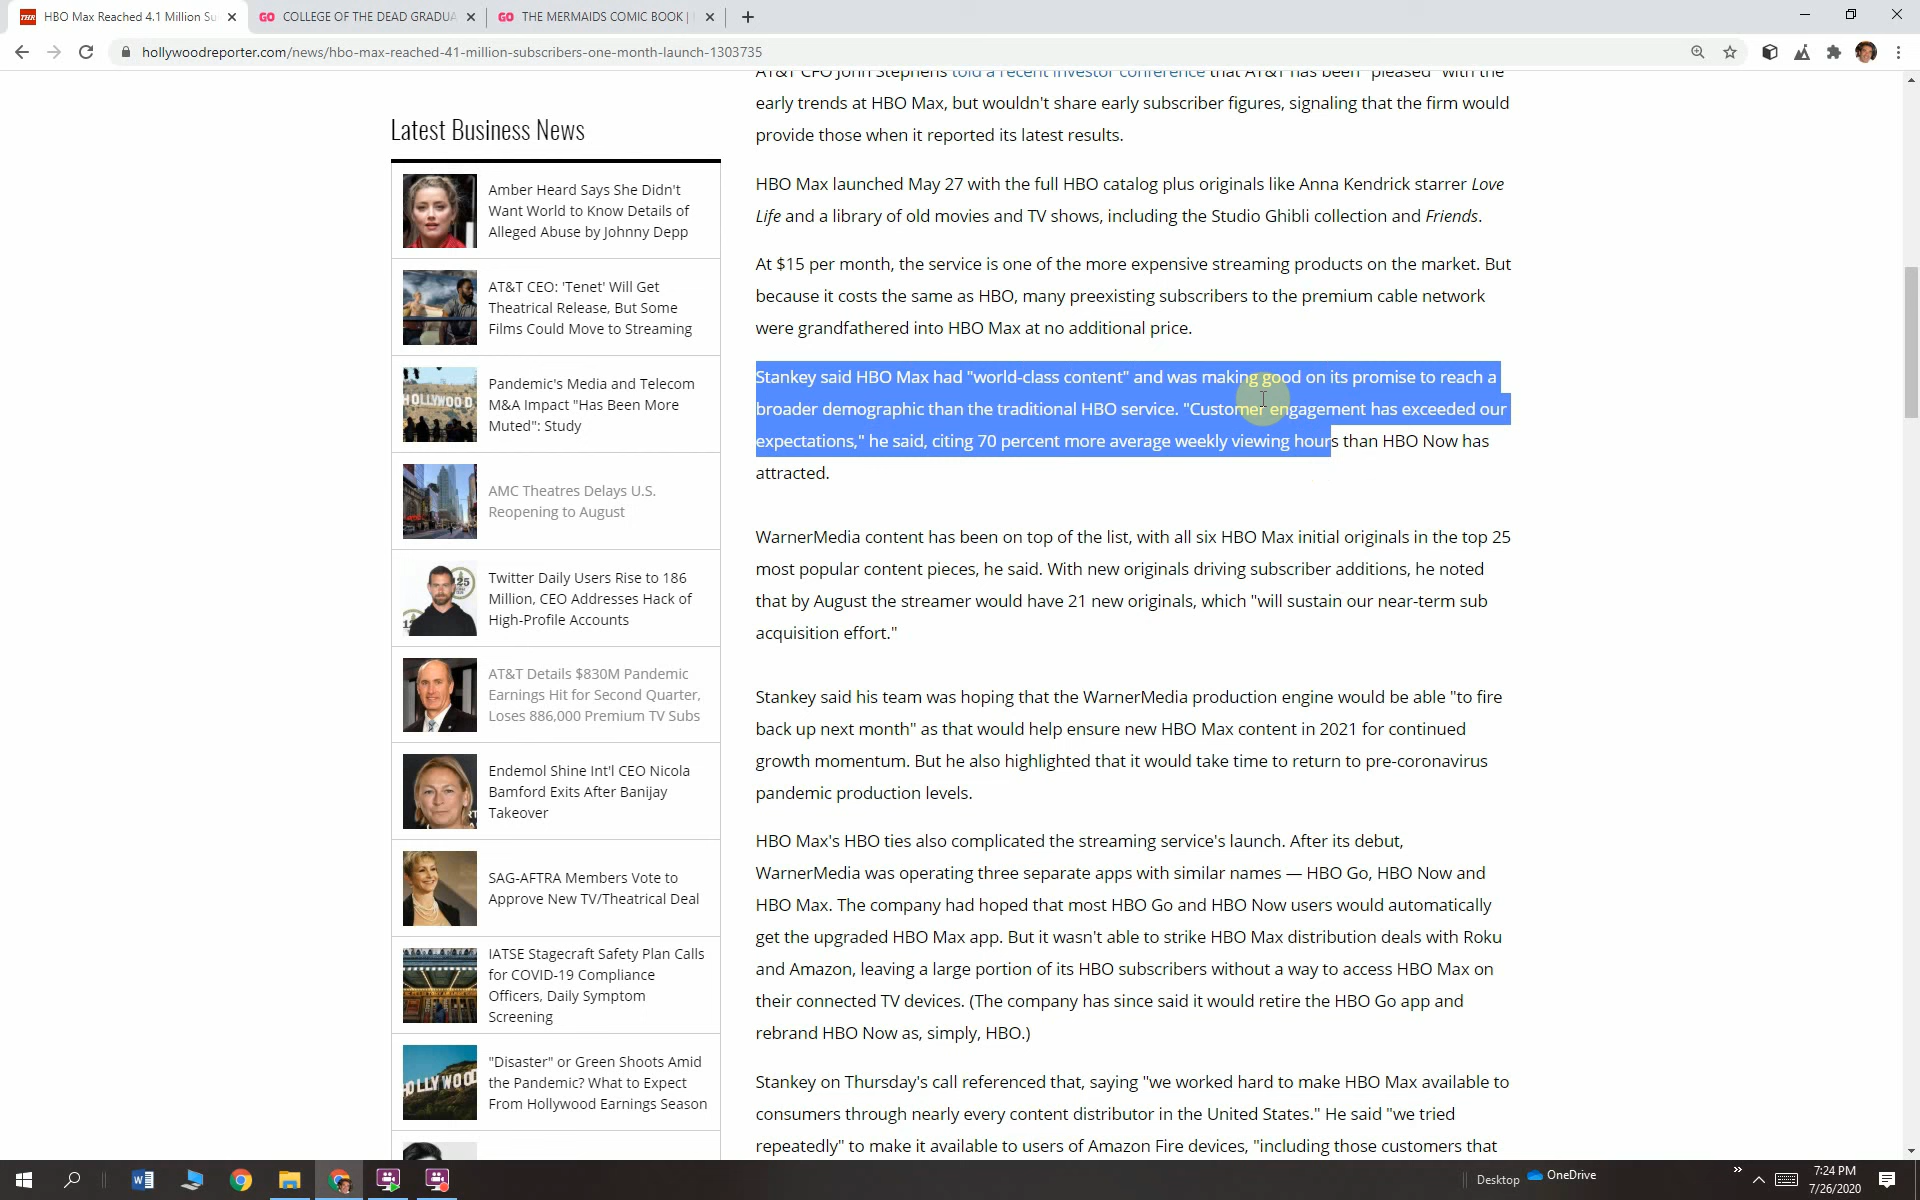 HBO Max Reached 4.1 Million Su
COLLEGE OF THE DEAD GRADUA
THE MERMAIDS COMIC BOOK |
hollywoodreporter.com/news/hbo-max-reached-41-million-subscribers-one-month-launch-1303735
Latest Business News
Amber Heard Says She Didn't
Want World to Know Details of
Alleged Abuse by Johnny Depp
AT&T CEO: 'Tenet' Will Get
Theatrical Release, But Some
Films Could Move to Streaming
Pandemic's Media and Telecom
M&A Impact "Has Been More
Muted": Study
AMC Theatres Delays U.S.
Reopening to August
Twitter Daily Users Rise to 186
Million, CEO Addresses Hack of
High-Profile Accounts
AT&T Details $830M Pandemic
Earnings Hit for Second Quarter,
Loses 886,000 Premium TV Subs
Endemol Shine Int'l CEO Nicola
Bamford Exits After Banijay
Takeover
SAG-AFTRA Members Vote to
Approve New TV/Theatrical Deal
IATSE Stagecraft Safety Plan Calls
for COVID-19 Compliance
Officers, Daily Symptom
Screening
"Disaster" or Green Shoots Amid
the Pandemic? What to Expect
From Hollywood Earnings Season
AT&T CFO John Stephens told a recent investor conference that AT&T has been "pleased" with the
early trends at HBO Max, but wouldn't share early subscriber figures, signaling that the firm would
provide those when it reported its latest results.
HBO Max launched May 27 with the full HBO catalog plus originals like Anna Kendrick starrer Love
Life and a library of old movies and TV shows, including the Studio Ghibli collection and Friends.
At $15 per month, the service is one of the more expensive streaming products on the market. But
because it costs the same as HBO, many preexisting subscribers to the premium cable network
were grandfathered into HBO Max at no additional price.
Stankey said HBO Max had "world-class content" and was making good on its promise to reach a
broader demographic than the traditional HBO service. "Customer engagement has exceeded our
expectations," he said, citing 70 percent more average weekly viewing hours than HBO Now has
attracted.
WarnerMedia content has been on top of the list, with all six HBO Max initial originals in the top 25
most popular content pieces, he said. With new originals driving subscriber additions, he noted
that by August the streamer would have 21 new originals, which "will sustain our near-term sub
acquisition effort."
Stankey said his team was hoping that the WarnerMedia production engine would be able "to fire
back up next month" as that would help ensure new HBO Max content in 2021 for continued
growth momentum. But he also highlighted that it would take time to return to pre-coronavirus
pandemic production levels.
HBO Max's HBO ties also complicated the streaming service's launch. After its debut,
WarnerMedia was operating three separate apps with similar names — HBO Go, HBO Now and
HBO Max. The company had hoped that most HBO Go and HBO Now users would automatically
get the upgraded HBO Max app. But it wasn't able to strike HBO Max distribution deals with Roku
and Amazon, leaving a large portion of its HBO subscribers without a way to access HBO Max on
their connected TV devices. (The company has since said it would retire the HBO Go app and
rebrand HBO Now as, simply, HBO.)
Stankey on Thursday's call referenced that, saying "we worked hard to make HBO Max available to
consumers through nearly every content distributor in the United States." He said "we tried
repeatedly" to make it available to users of Amazon Fire devices, "including those customers that
Desktop
OneDrive
7:24 PM
7/26/2020